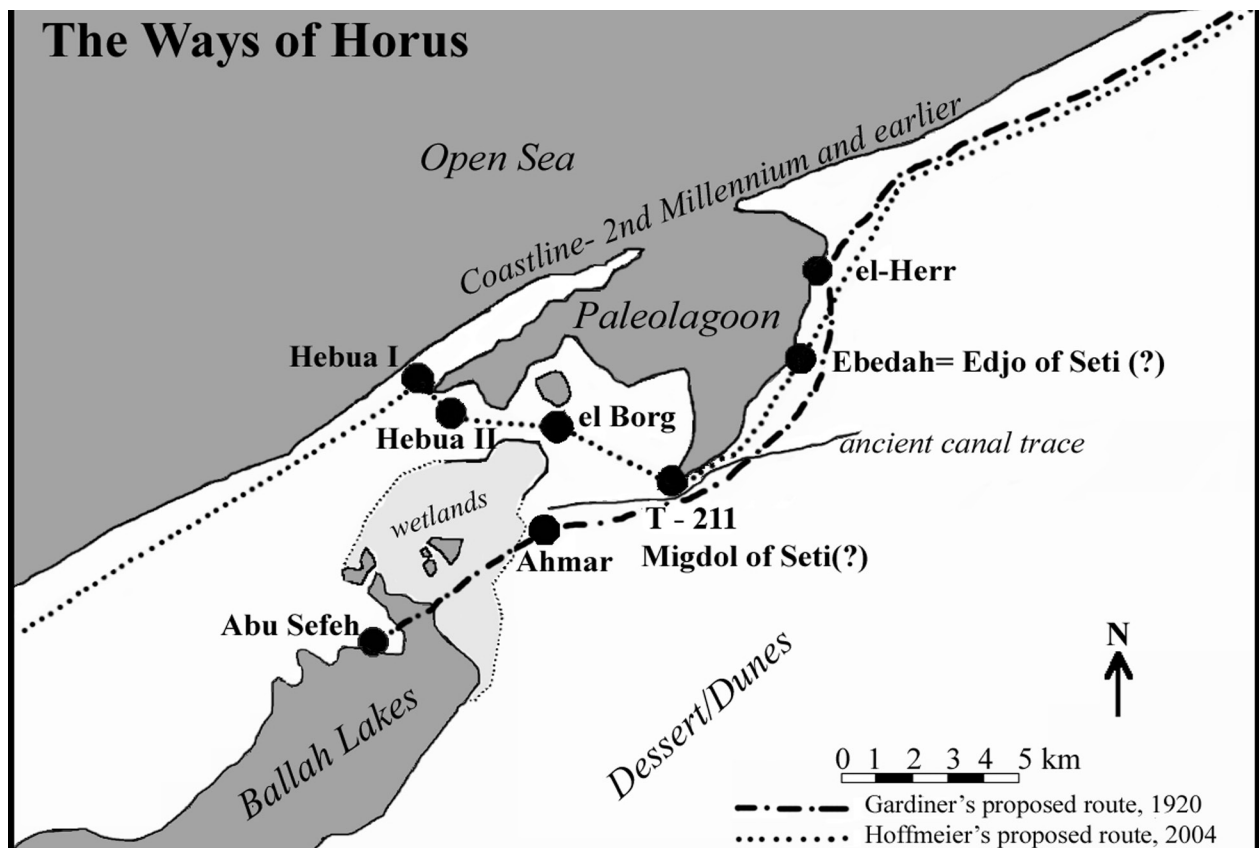 The Ways of Horus
Open Sea
Coastline- 2nd Millennium and earlier
el-Herr
Paleolagoon
Hebua I
Ebedah= Edjo of Seti (?)
el Borg
Hebua II
ancient canal trace
wetlands
T - 211
Migdol of Seti(?)
Ahmar
Abu Sefeh
N
Dessert/Dunes
Ballah Lakes
0 1 2 3 4 5 km
Gardiner's proposed route, 1920
Hoffmeier's proposed route, 2004